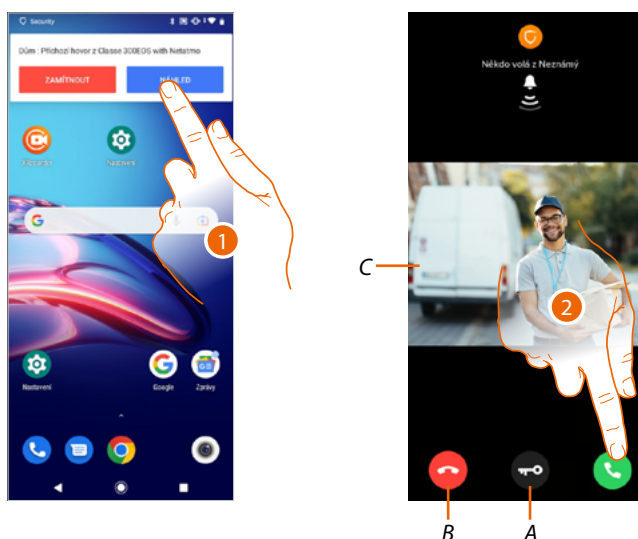 Security
Dům : Příchozí hovor z Classe 300EOS with Netatmo
ZAMÍTNOUT
NÁHLED
XRecorder
Nastavení
G
1
Nastavení
Google
Zprávy
Někdo volá z Neznámý
C
2
B
A